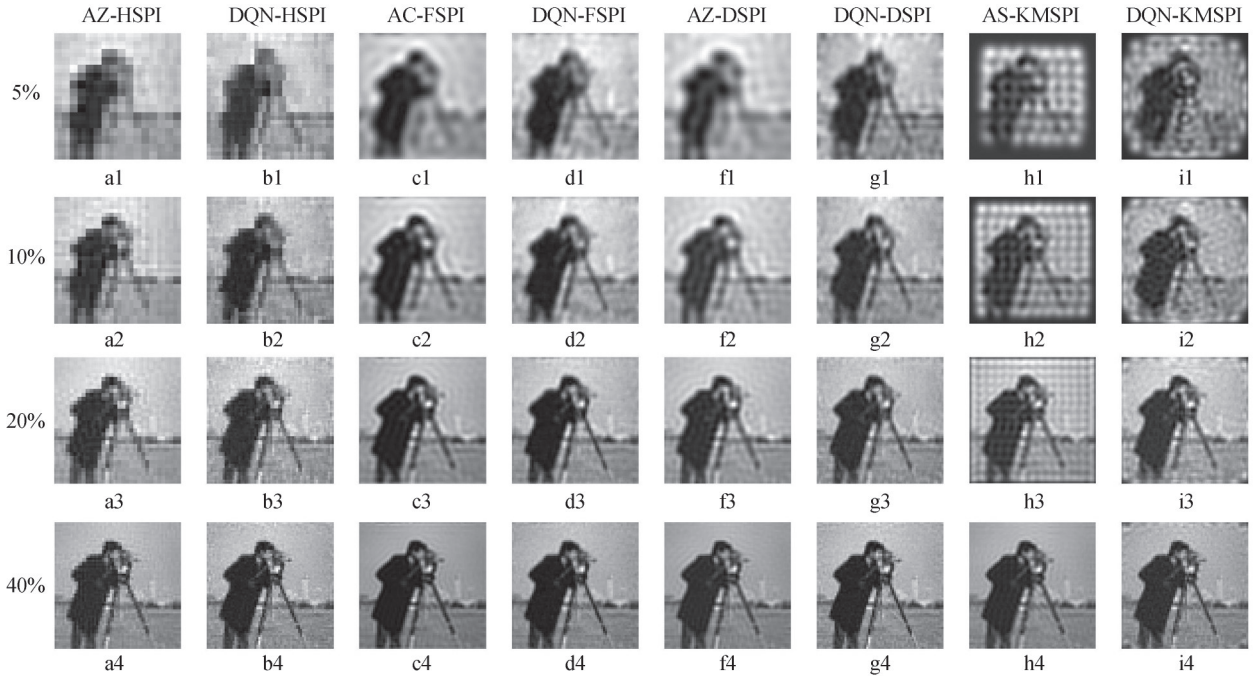 AZ-HSPI DQN-HSPI AC-FSPI DQN-FSPI AZ-DSPI DQN-DSPI AS-KMSPI DQN-KMSPI
5%
a1 b1 c1 d1 f1 g1 h1 i1
10%
a2 b2 c2 d2 f2 g2 h2 i2
20%
a3 b3 c3 d3 f3 g3 h3 i3
40%
a4 b4 c4 d4 f4 g4 h4 i4